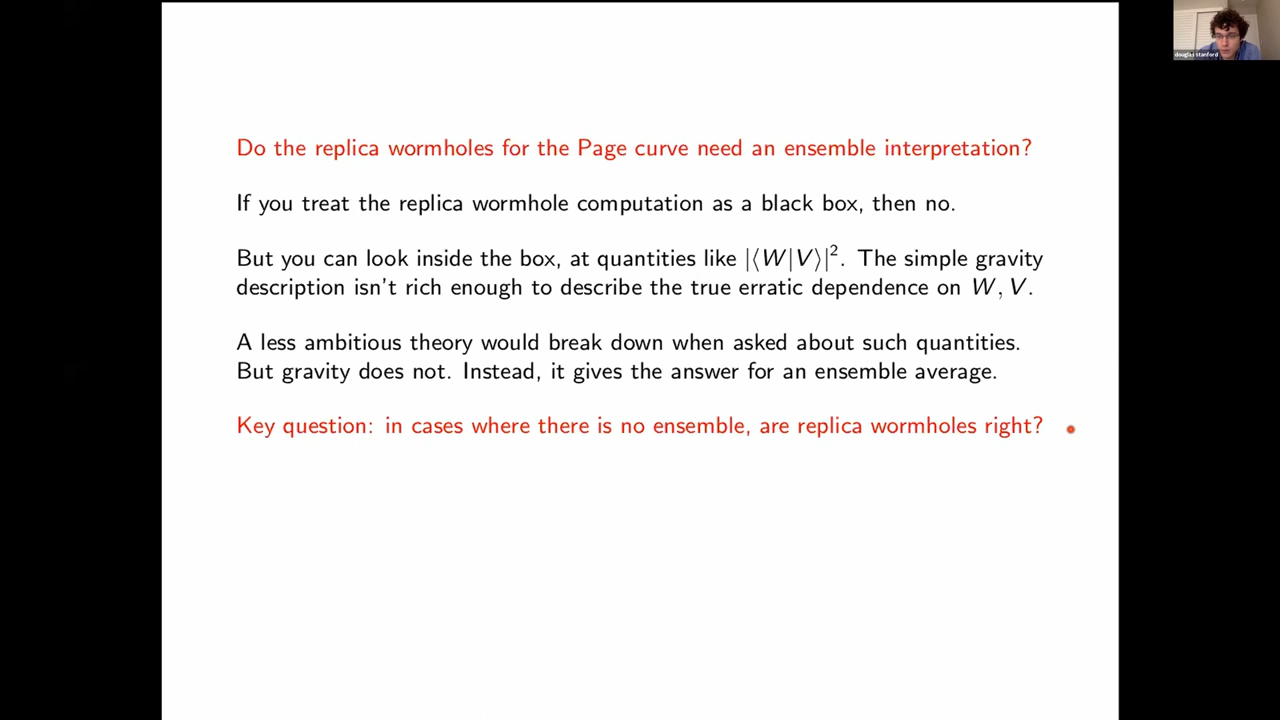 douglas stanford
Do the replica wormholes for the Page curve need an ensemble interpretation?
If you treat the replica wormhole computation as a black box, then no.
But you can look inside the box, at quantities like |⟨W|V⟩|². The simple gravity
description isn't rich enough to describe the true erratic dependence on W, V.
A less ambitious theory would break down when asked about such quantities.
But gravity does not. Instead, it gives the answer for an ensemble average.
Key question: in cases where there is no ensemble, are replica wormholes right?